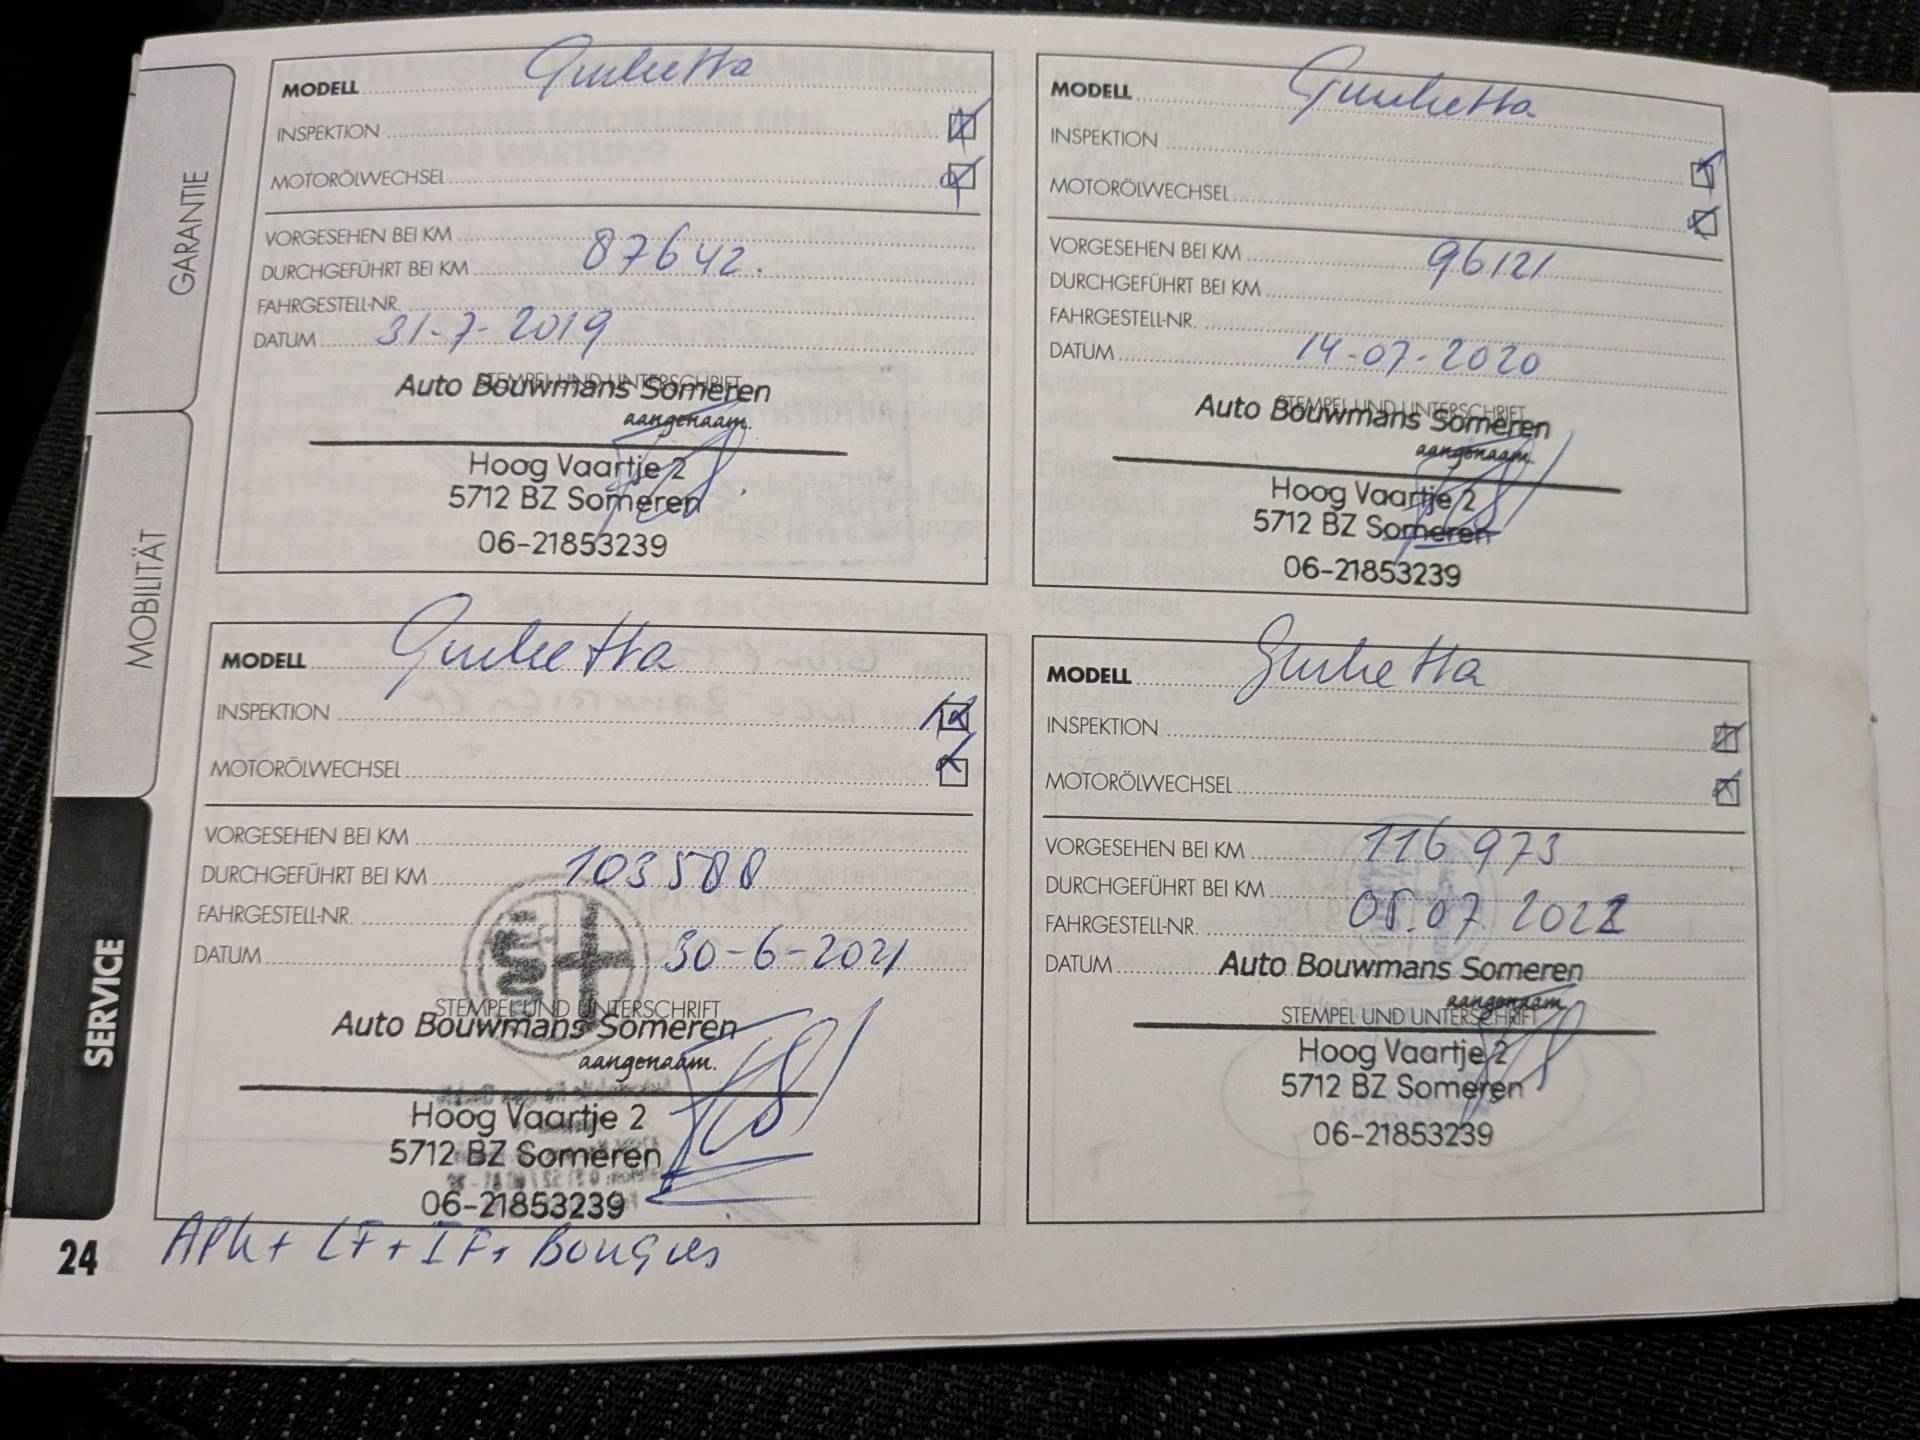 GARANTIE
MOBILITÄT
SERVICE
MODELL Giulietta
INSPEKTION
MOTORÖLWECHSEL
VORGESEHEN BEI KM
DURCHGEFÜHRT BEI KM 87642.
FAHRGESTELL-NR.
DATUM 31-7-2019
STEMPEL UND UNTERSCHRIFT
Auto Bouwmans Someren
aangenaam.
Hoog Vaartje 2
5712 BZ Someren
06-21853239
MODELL Giulietta
INSPEKTION
MOTORÖLWECHSEL
VORGESEHEN BEI KM 96121
DURCHGEFÜHRT BEI KM
FAHRGESTELL-NR.
DATUM 14-07-2020
STEMPEL UND UNTERSCHRIFT
Auto Bouwmans Someren
aangenaam.
Hoog Vaartje 2
5712 BZ Someren
06-21853239
MODELL Giulietta
INSPEKTION
MOTORÖLWECHSEL
VORGESEHEN BEI KM
DURCHGEFÜHRT BEI KM 103588
FAHRGESTELL-NR.
DATUM 30-6-2021
STEMPEL UND UNTERSCHRIFT
Auto Bouwmans Someren
aangenaam.
Hoog Vaartje 2
5712 BZ Someren
06-21853239
MODELL Giulietta
INSPEKTION
MOTORÖLWECHSEL
VORGESEHEN BEI KM 116973
DURCHGEFÜHRT BEI KM
FAHRGESTELL-NR. 07 2022
DATUM
Auto Bouwmans Someren
aangenaam.
STEMPEL UND UNTERSCHRIFT
Hoog Vaartje 2
5712 BZ Someren
06-21853239
24
+ LF + IF + Bougies